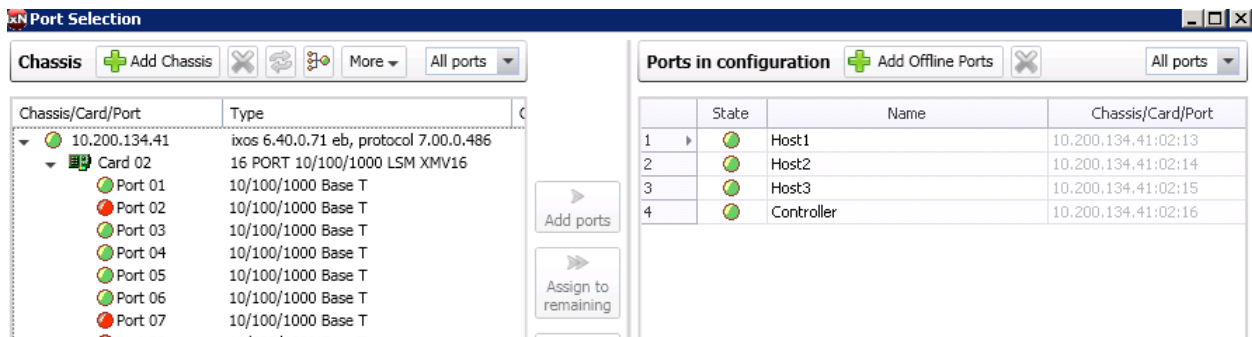 xN Port Selection
Chassis Add Chassis More All ports
Ports in configuration Add Offline Ports All ports
Chassis/Card/Port Type
10.200.134.41 ixos 6.40.0.71 eb, protocol 7.00.0.486
Card 02 16 PORT 10/100/1000 LSM XMV16
Port 01 10/100/1000 Base T
Port 02 10/100/1000 Base T
Port 03 10/100/1000 Base T
Port 04 10/100/1000 Base T
Port 05 10/100/1000 Base T
Port 06 10/100/1000 Base T
Port 07 10/100/1000 Base T
Add ports
Assign to
remaining
State Name Chassis/Card/Port
1 Host1 10.200.134.41:02:13
2 Host2 10.200.134.41:02:14
3 Host3 10.200.134.41:02:15
4 Controller 10.200.134.41:02:16